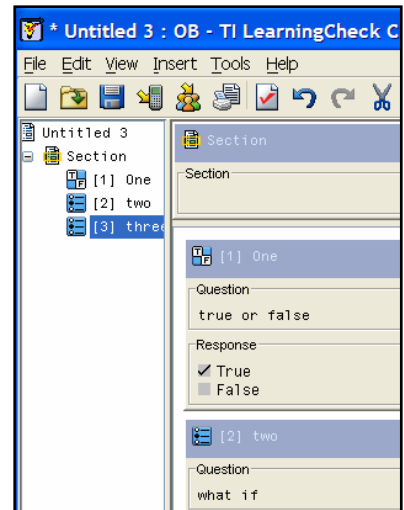 * Untitled 3 : OB - TI LearningCheck C
File Edit View Insert Tools Help
Untitled 3
Section
[1] One
[2] two
[3] three
Section
Section
[1] One
Question
true or false
Response
True
False
[2] two
Question
what if